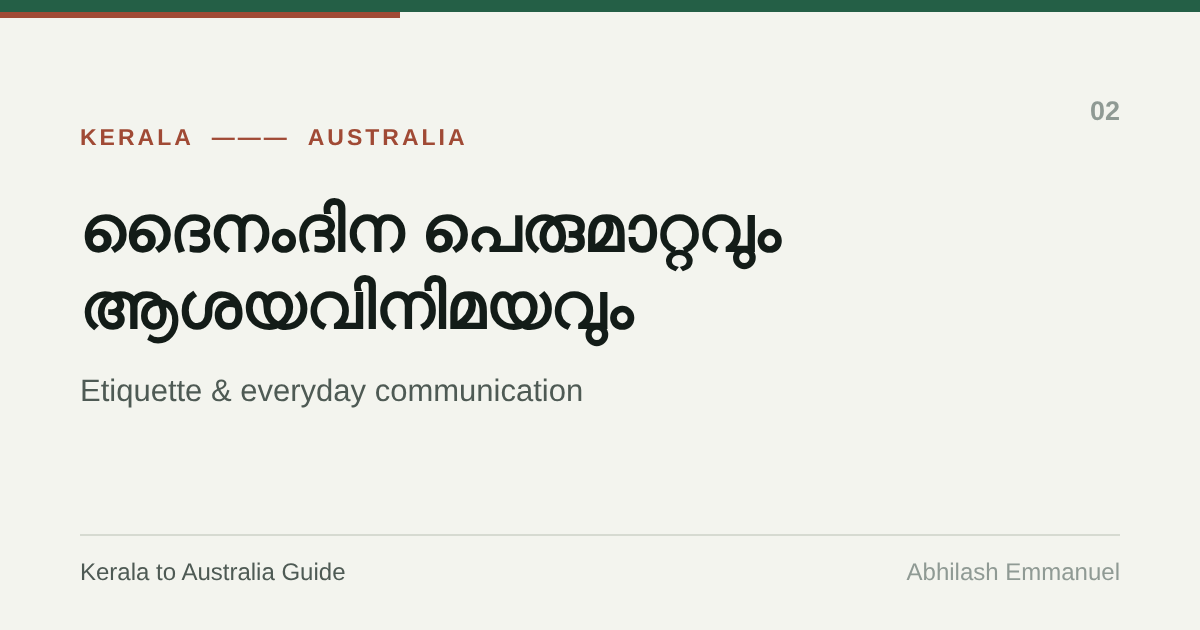 02
KERALA ——— AUSTRALIA
ദൈനംദിന പെരുമാറ്റവും
ആശയവിനിമയവും
Etiquette & everyday communication
Kerala to Australia Guide
Abhilash Emmanuel